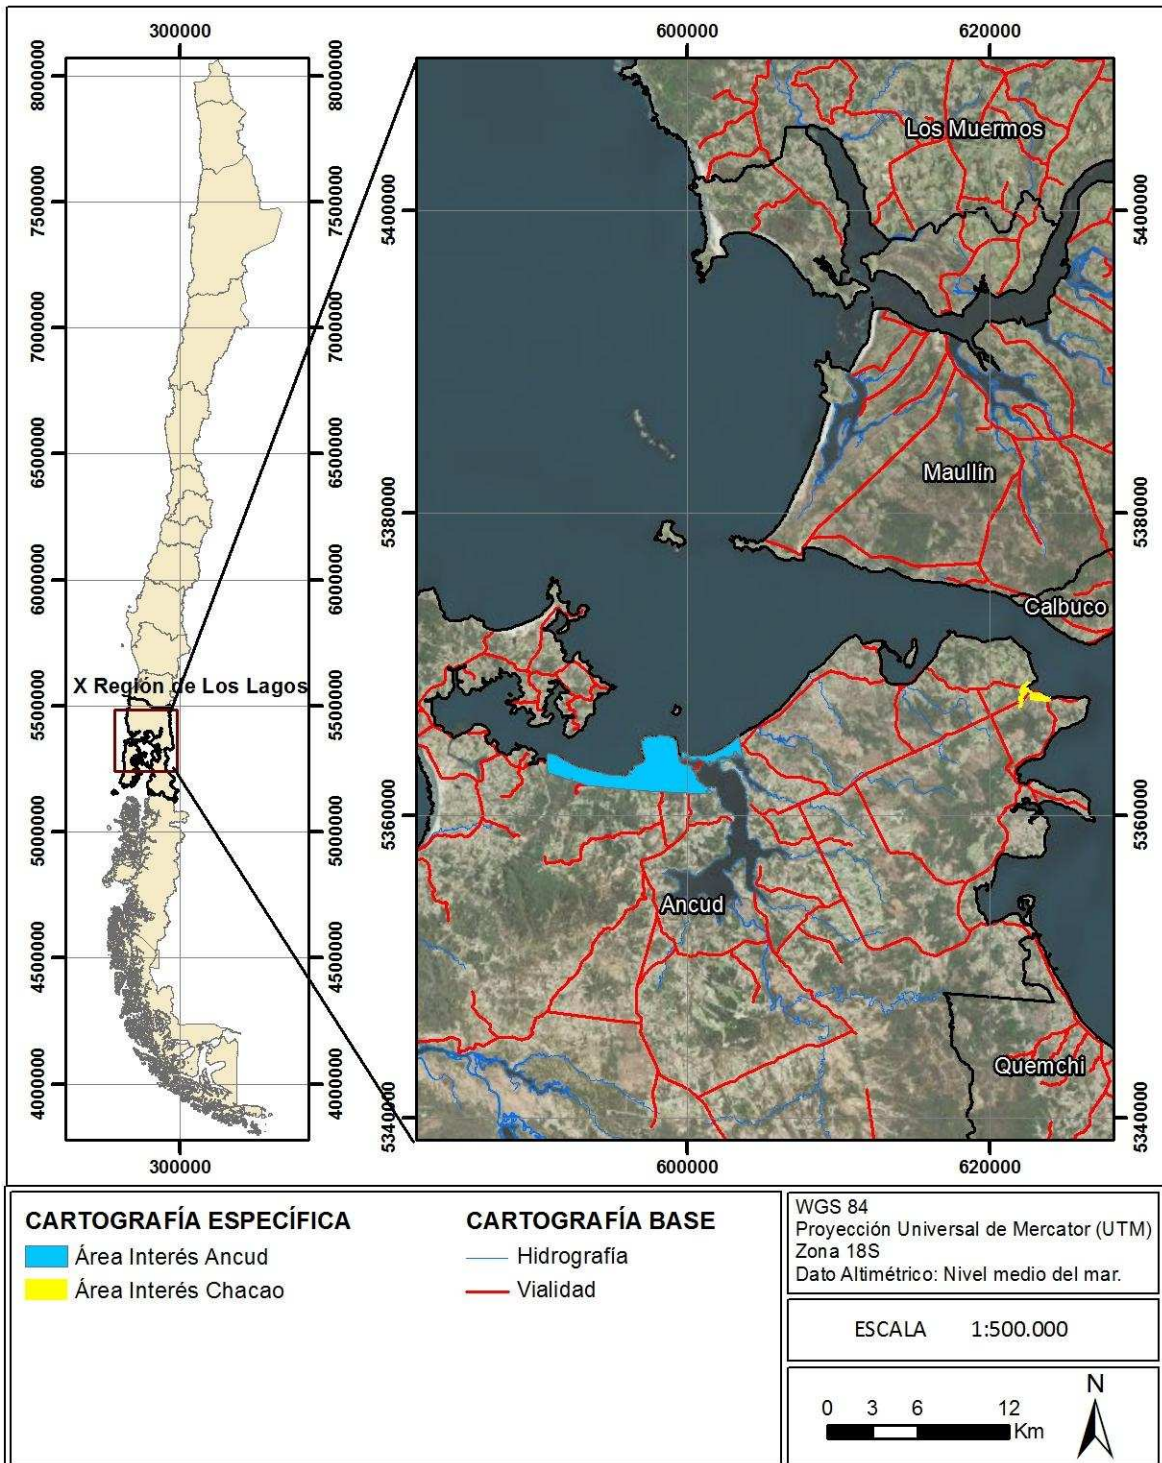 300000
600000
620000
8000000
7500000
7000000
6500000
6000000
5500000
5000000
4500000
4000000
8000000
7500000
7000000
6500000
6000000
5500000
5000000
4500000
4000000
X Región de Los Lagos
300000
5400000
5380000
5360000
5340000
Los Muermos
Maullín
Calbuco
Ancud
Quemchi
5400000
5380000
5360000
5340000
600000
620000
CARTOGRAFÍA ESPECÍFICA
Área Interés Ancud
Área Interés Chacao
CARTOGRAFÍA BASE
Hidrografía
Vialidad
WGS 84
Proyección Universal de Mercator (UTM)
Zona 18S
Dato Altimétrico: Nivel medio del mar.
ESCALA 1:500.000
0 3 6 12
Km
N